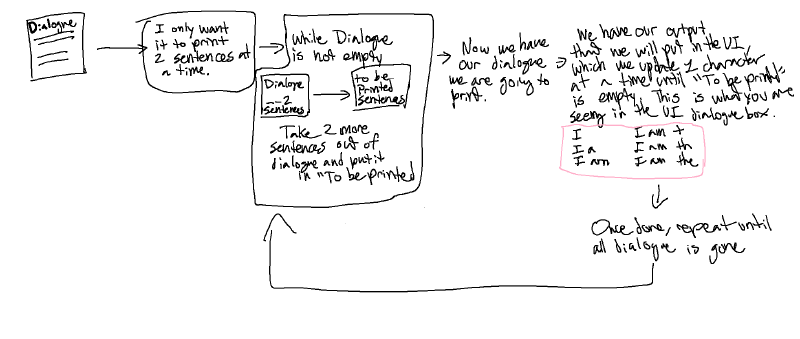 Dialogue
I only want
it to print
2 sentences at
a time.
While Dialogue
is not empty
Dialoge
--2
sentences
to be
printed
sentences
Take 2 more
sentences out of
dialogue and put it
in "To be printed
Now we have
our dialogue
we are going to
print.
We have our output
that we will put in the UI,
which we update 1 character
at a time until "To be print"
is empty. This is what you are
seeing in the UI dialogue box.
I
I a
I am
I am t
I am th
I am the
Once done, repeat until
all dialogue is gone